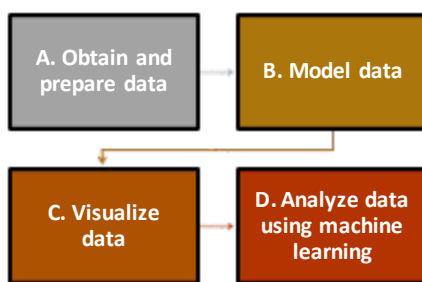 A. Obtain and
prepare data
B. Model data
C. Visualize
data
D. Analyze data
using machine
learning